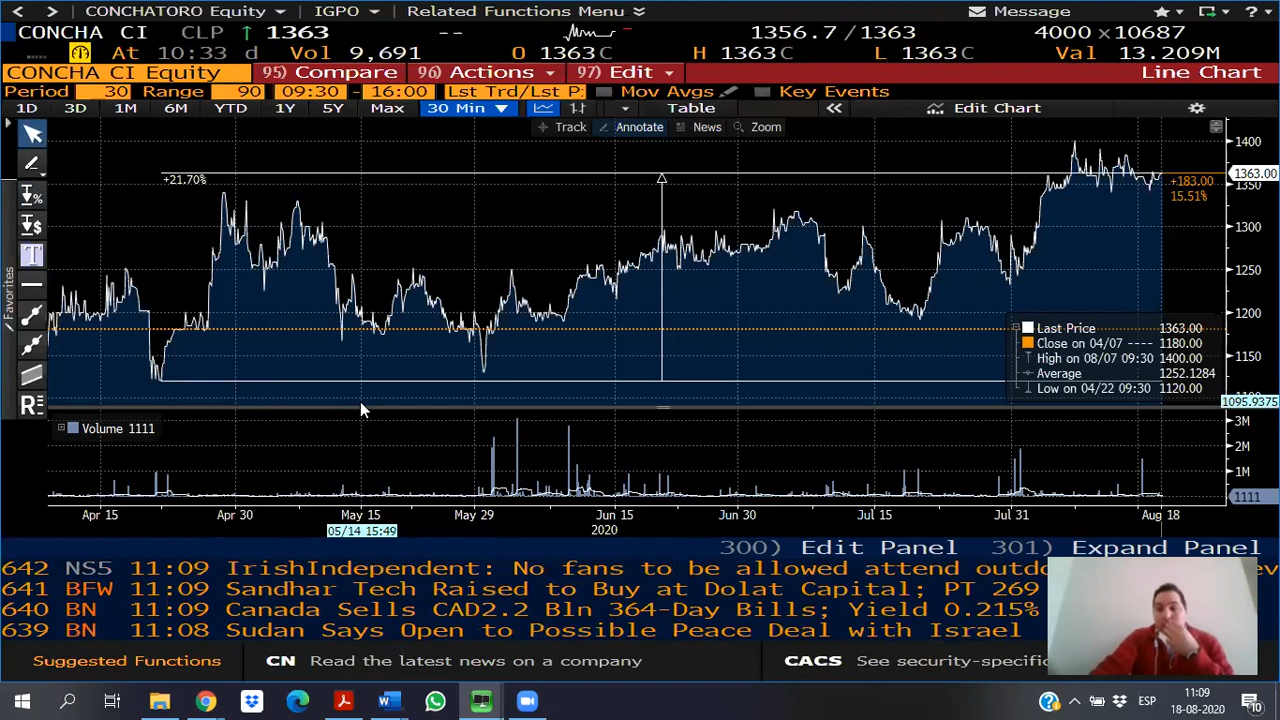 CONCHATORO Equity IGPO Related Functions Menu Message ?
CONCHA CI CLP ↑ 1363 -- 1356.7/1363 4000x10687
At 10:33 d Vol 9,691 O 1363C H 1363C L 1363C Val 13.209M
CONCHA CI Equity 95) Compare 96) Actions 97) Edit Line Chart
Period 30 Range 90 09:30 - 16:00 Lst Trd/Lst P: Mov Avgs Key Events
1D 3D 1M 6M YTD 1Y 5Y Max 30 Min Table Edit Chart
Track Annotate News Zoom
1400
+21.70%
1363.00
+183.00
15.51%
1350
1300
1250
1200
1150
Last Price 1363.00
Close on 04/07 ---- 1180.00
High on 08/07 09:30 1400.00
Average 1252.1284
Low on 04/22 09:30 1120.00
1095.9375
Favorites
Volume 1111
3M
2M
1M
1111
Apr 15 Apr 30 May 15 May 29 Jun 15 Jun 30 Jul 15 Jul 31 Aug 18
05/14 15:49
2020
300) Edit Panel 301) Expand Panel
642 NS5 11:09 IrishIndependent: No fans to be allowed attend outdo
641 BFW 11:09 Sandhar Tech Raised to Buy at Dolat Capital; PT 269
640 BN 11:09 Canada Sells CAD2.2 Bln 364-Day Bills; Yield 0.215%
639 BN 11:08 Sudan Says Open to Possible Peace Deal with Israel
Suggested Functions CN Read the latest news on a company CACS See security-specific
ESP
11:09
18-08-2020
10